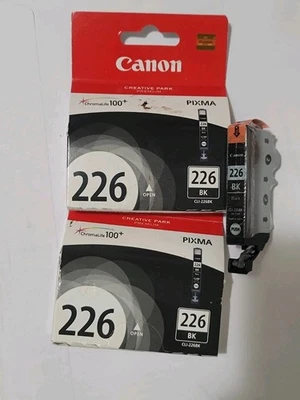 Canon
CREATIVE PARK
PREMIUM
ChromaLife 100+
PIXMA
226
OPEN
226
BK
CLI-226BK
Canon
226
BK
CREATIVE PARK
PREMIUM
ChromaLife 100+
PIXMA
226
OPEN
226
BK
CLI-226BK